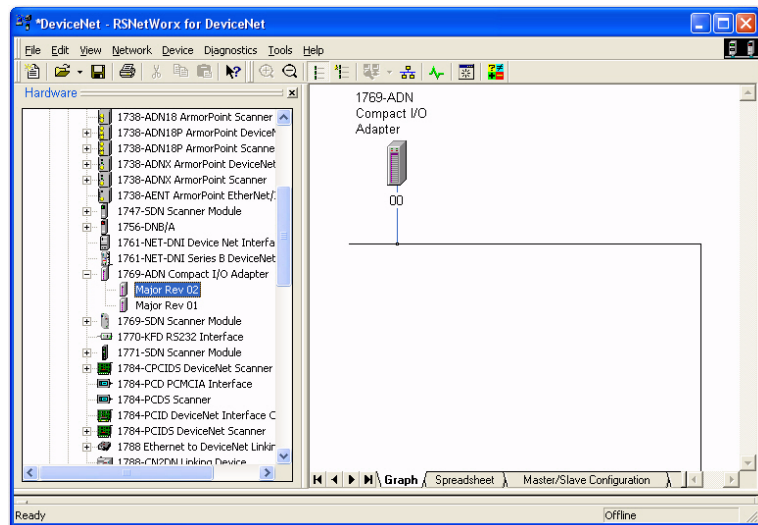 *DeviceNet - RSNetWorx for DeviceNet
File Edit View Network Device Diagnostics Tools Help
Hardware
1738-ADN18 ArmorPoint Scanner
1738-ADN18P ArmorPoint DeviceN
1738-ADN18P ArmorPoint Scanne
1738-ADNX ArmorPoint DeviceNet
1738-ADNX ArmorPoint Scanner
1738-AENT ArmorPoint EtherNet/
1747-SDN Scanner Module
1756-DNB/A
1761-NET-DNI Device Net Interfa
1761-NET-DNI Series B DeviceNet
1769-ADN Compact I/O Adapter
Major Rev 02
Major Rev 01
1769-SDN Scanner Module
1770-KFD RS232 Interface
1771-SDN Scanner Module
1784-CPCIDS DeviceNet Scanner
1784-PCD PCMCIA Interface
1784-PCDS Scanner
1784-PCID DeviceNet Interface C
1784-PCIDS DeviceNet Scanner
1788 Ethernet to DeviceNet Linkin
1788-CN2DN Linking Device
1769-ADN
Compact I/O
Adapter
00
Graph Spreadsheet Master/Slave Configuration
Ready Offline